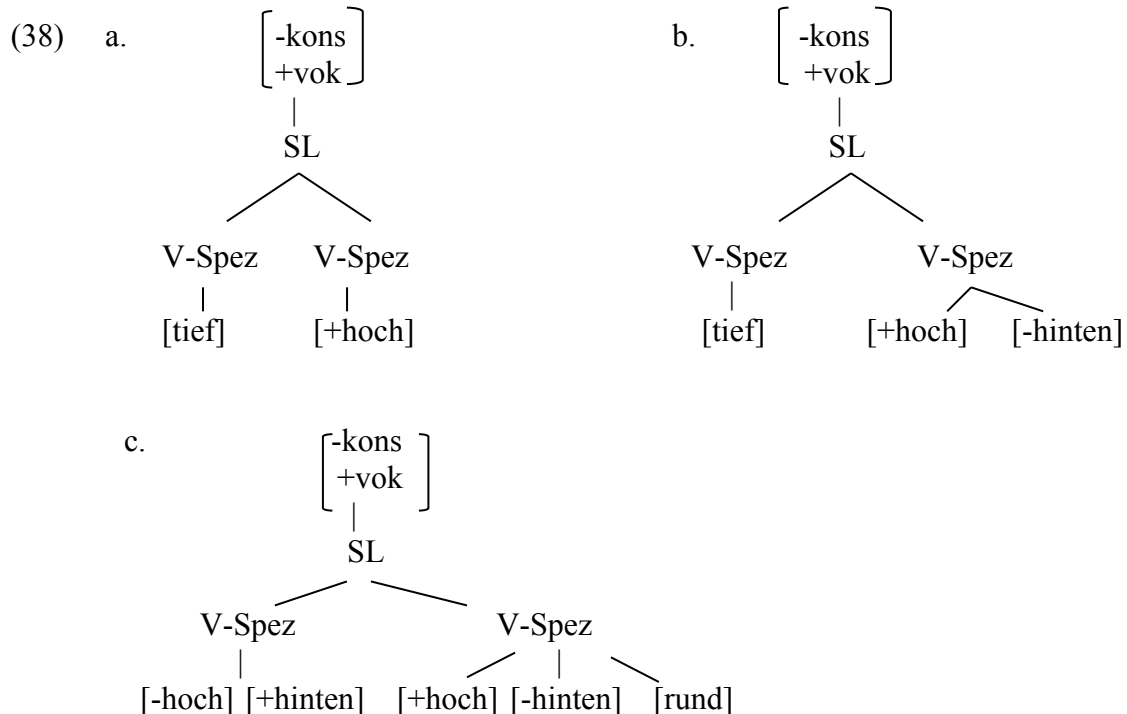 (38) a. b.
-kons -kons
+vok +vok
SL SL
V-Spez V-Spez V-Spez V-Spez
[tief] [+hoch] [tief] [+hoch] [-hinten]
c.
-kons
+vok
SL
V-Spez V-Spez
[-hoch] [+hinten] [+hoch] [-hinten] [rund]